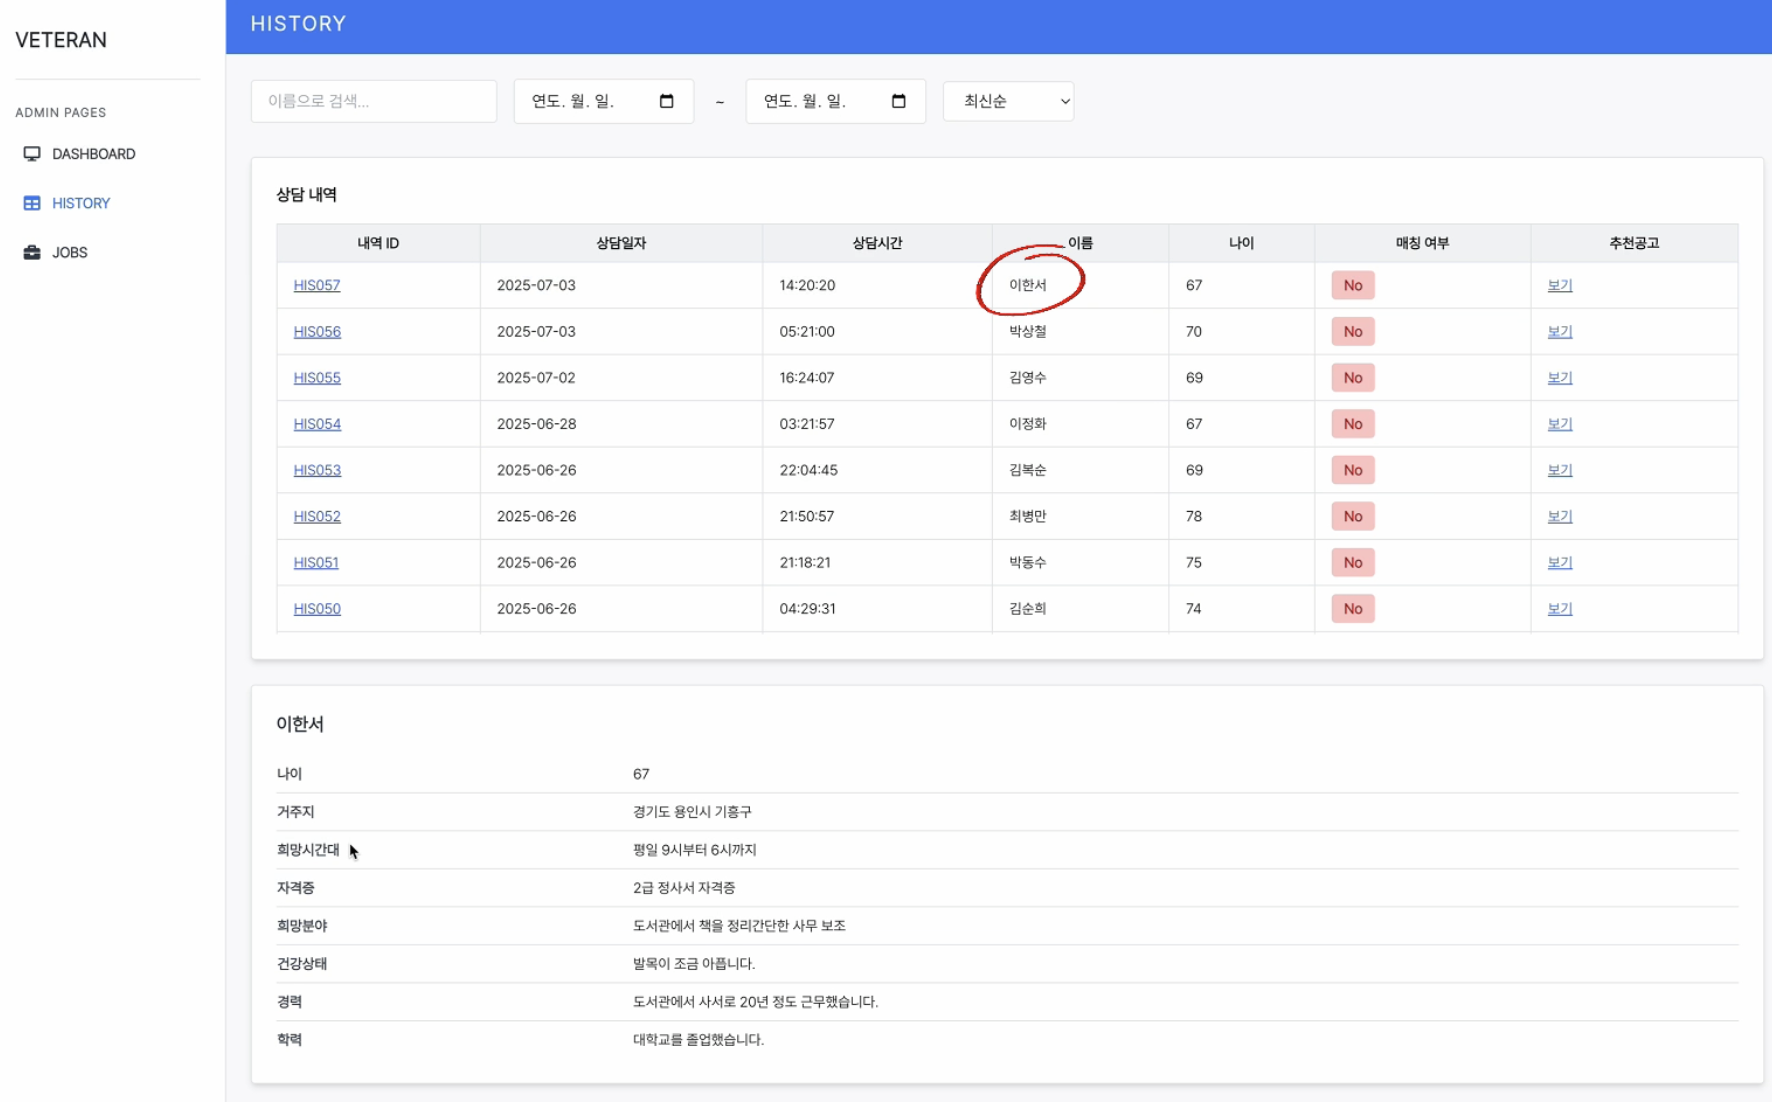 VETERAN
ADMIN PAGES
DASHBOARD
HISTORY
JOBS
HISTORY
이름으로 검색...
연도. 월. 일.
~
연도. 월. 일.
최신순
상담 내역
내역 ID 상담일자 상담시간 이름 나이 매칭 여부 추천공고
HIS057 2025-07-03 14:20:20 이한서 67 No 보기
HIS056 2025-07-03 05:21:00 박상철 70 No 보기
HIS055 2025-07-02 16:24:07 김영수 69 No 보기
HIS054 2025-06-28 03:21:57 이정화 67 No 보기
HIS053 2025-06-26 22:04:45 김복순 69 No 보기
HIS052 2025-06-26 21:50:57 최병만 78 No 보기
HIS051 2025-06-26 21:18:21 박동수 75 No 보기
HIS050 2025-06-26 04:29:31 김순희 74 No 보기
이한서
나이 67
거주지 경기도 용인시 기흥구
희망시간대 평일 9시부터 6시까지
자격증 2급 정사서 자격증
희망분야 도서관에서 책을 정리간단한 사무 보조
건강상태 발목이 조금 아픕니다.
경력 도서관에서 사서로 20년 정도 근무했습니다.
학력 대학교를 졸업했습니다.